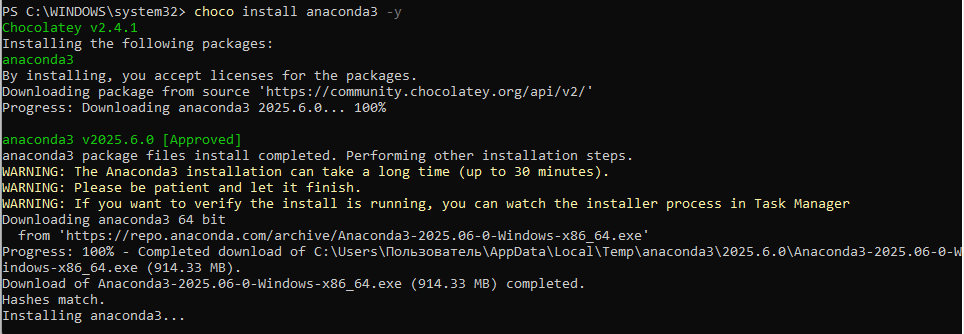 PS C:\WINDOWS\system32> choco install anaconda3 -y
Chocolatey v2.4.1
Installing the following packages:
anaconda3
By installing, you accept licenses for the packages.
Downloading package from source 'https://community.chocolatey.org/api/v2/'
Progress: Downloading anaconda3 2025.6.0... 100%
anaconda3 v2025.6.0 [Approved]
anaconda3 package files install completed. Performing other installation steps.
WARNING: The Anaconda3 installation can take a long time (up to 30 minutes).
WARNING: Please be patient and let it finish.
WARNING: If you want to verify the install is running, you can watch the installer process in Task Manager
Downloading anaconda3 64 bit
  from 'https://repo.anaconda.com/archive/Anaconda3-2025.06-0-Windows-x86_64.exe'
Progress: 100% - Completed download of C:\Users\Пользователь\AppData\Local\Temp\anaconda3\2025.6.0\Anaconda3-2025.06-0-W
indows-x86_64.exe (914.33 MB).
Download of Anaconda3-2025.06-0-Windows-x86_64.exe (914.33 MB) completed.
Hashes match.
Installing anaconda3...